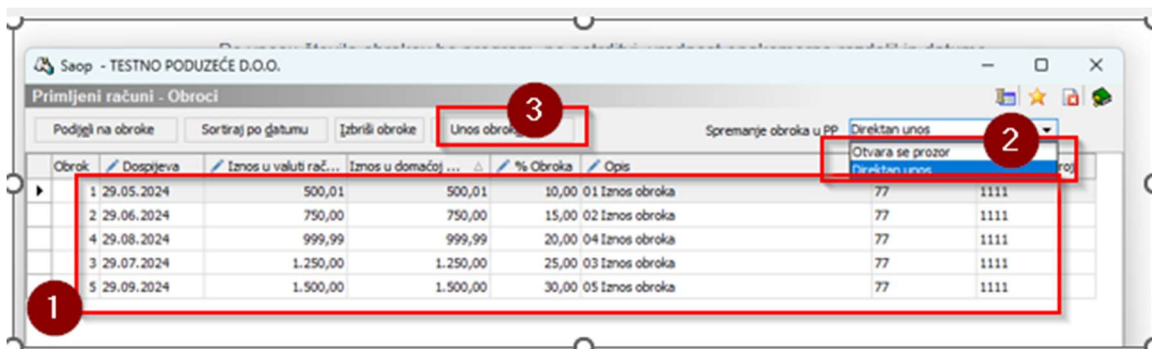 Saop - TESTNO PODUZEĆE D.O.O.
Primljeni računi - Obroci
3
Podijeli na obroke Sortiraj po datumu Izbriši obroke Unos Spremanje obroka u PP Direktan unos
2
Otvara se prozor
Direktan unos
Obrok Dospijeva Iznos u valuti rač... Iznos u domaćoj ... % Obroka Opis
1 29.05.2024 500,01 500,01 10,00 01 Iznos obroka 77 1111
2 29.06.2024 750,00 750,00 15,00 02 Iznos obroka 77 1111
4 29.08.2024 999,99 999,99 20,00 04 Iznos obroka 77 1111
3 29.07.2024 1.250,00 1.250,00 25,00 03 Iznos obroka 77 1111
5 29.09.2024 1.500,00 1.500,00 30,00 05 Iznos obroka 77 1111
1